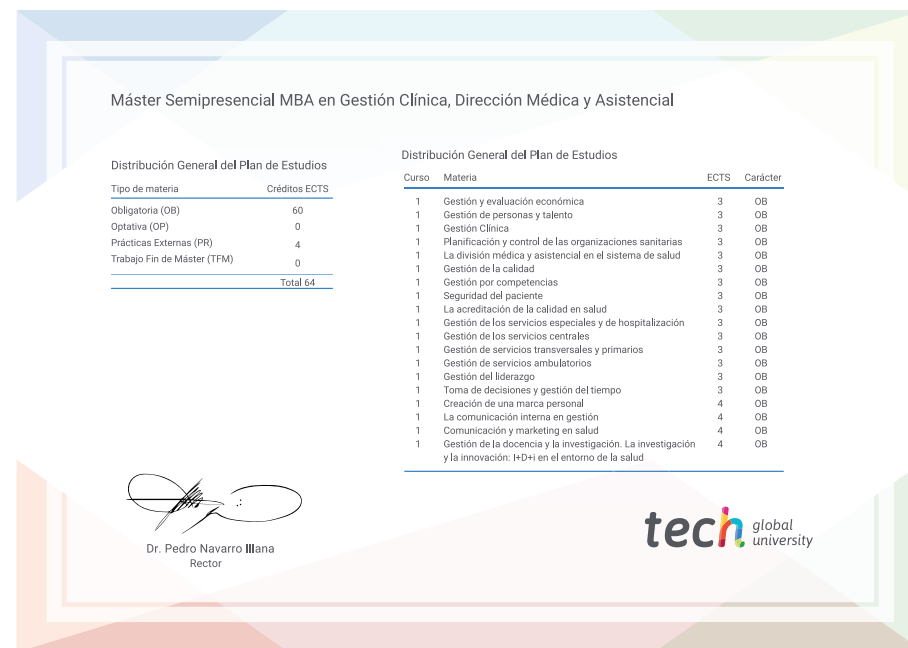 Máster Semipresencial MBA en Gestión Clínica, Dirección Médica y Asistencial
Distribución General del Plan de Estudios
Tipo de materia Créditos ECTS
Obligatoria (OB) 60
Optativa (OP) 0
Prácticas Externas (PR) 4
Trabajo Fin de Máster (TFM) 0
Total 64
Distribución General del Plan de Estudios
Curso Materia ECTS Carácter
1 Gestión y evaluación económica 3 OB
1 Gestión de personas y talento 3 OB
1 Gestión Clínica 3 OB
1 Planificación y control de las organizaciones sanitarias 3 OB
1 La división médica y asistencial en el sistema de salud 3 OB
1 Gestión de la calidad 3 OB
1 Gestión por competencias 3 OB
1 Seguridad del paciente 3 OB
1 La acreditación de la calidad en salud 3 OB
1 Gestión de los servicios especiales y de hospitalización 3 OB
1 Gestión de los servicios centrales 3 OB
1 Gestión de servicios transversales y primarios 3 OB
1 Gestión de servicios ambulatorios 3 OB
1 Gestión del liderazgo 3 OB
1 Toma de decisiones y gestión del tiempo 3 OB
1 Creación de una marca personal 4 OB
1 La comunicación interna en gestión 4 OB
1 Comunicación y marketing en salud 4 OB
1 Gestión de la docencia y la investigación. La investigación 4 OB
y la innovación: I+D+i en el entorno de la salud
Dr. Pedro Navarro Illana
Rector
tech global
university